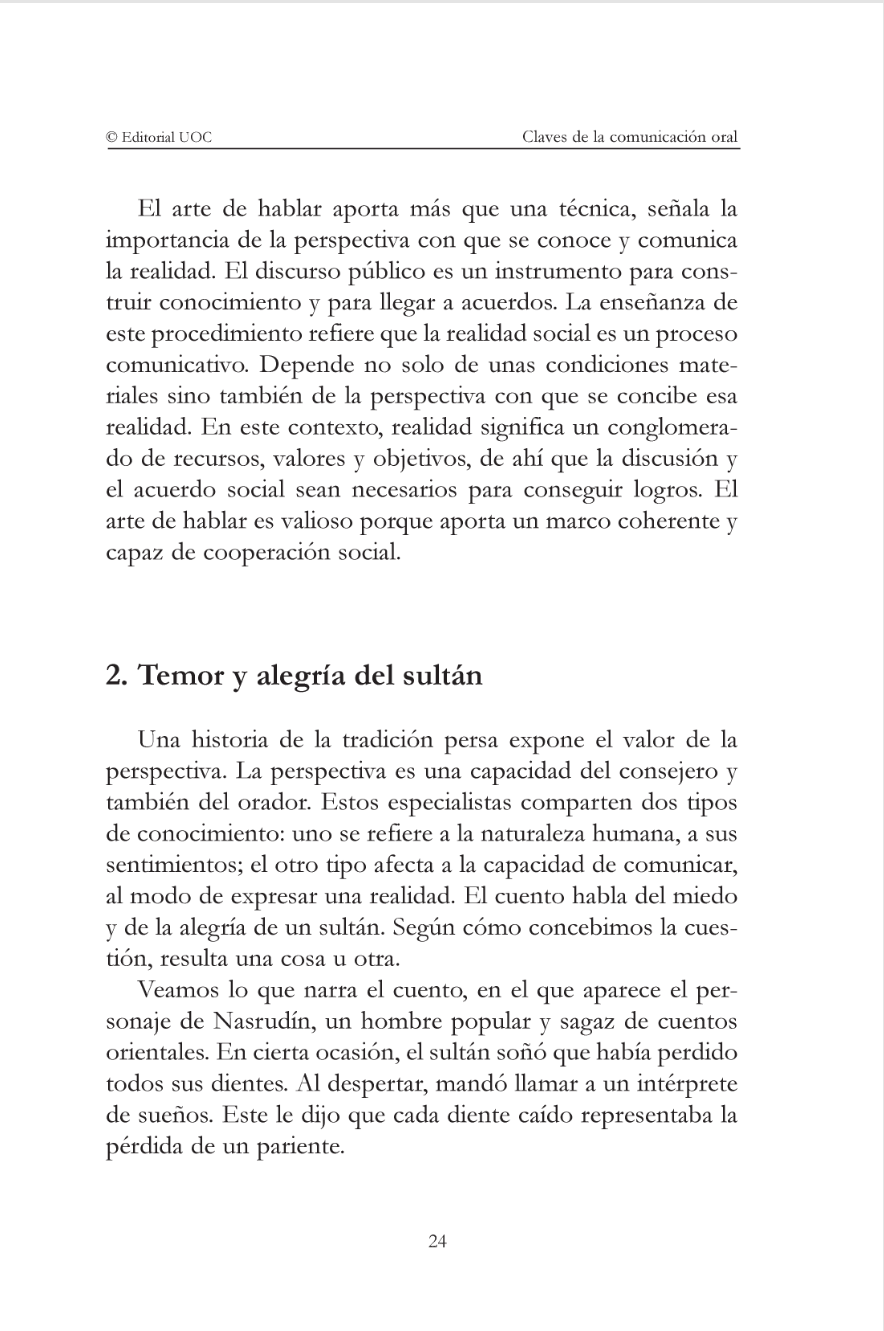 © Editorial UOC
Claves de la comunicación oral
El arte de hablar aporta más que una técnica, señala la
importancia de la perspectiva con que se conoce y comunica
la realidad. El discurso público es un instrumento para cons-
truir conocimiento y para llegar a acuerdos. La enseñanza de
este procedimiento refiere que la realidad social es un proceso
comunicativo. Depende no solo de unas condiciones mate-
riales sino también de la perspectiva con que se concibe esa
realidad. En este contexto, realidad significa un conglomera-
do de recursos, valores y objetivos, de ahí que la discusión y
el acuerdo social sean necesarios para conseguir logros. El
arte de hablar es valioso porque aporta un marco coherente y
capaz de cooperación social.
2. Temor y alegría del sultán
Una historia de la tradición persa expone el valor de la
perspectiva. La perspectiva es una capacidad del consejero y
también del orador. Estos especialistas comparten dos tipos
de conocimiento: uno se refiere a la naturaleza humana, a sus
sentimientos; el otro tipo afecta a la capacidad de comunicar,
al modo de expresar una realidad. El cuento habla del miedo
y de la alegría de un sultán. Según cómo concebimos la cues-
tión, resulta una cosa u otra.
Veamos lo que narra el cuento, en el que aparece el per-
sonaje de Nasrudín, un hombre popular y sagaz de cuentos
orientales. En cierta ocasión, el sultán soñó que había perdido
todos sus dientes. Al despertar, mandó llamar a un intérprete
de sueños. Este le dijo que cada diente caído representaba la
pérdida de un pariente.
24